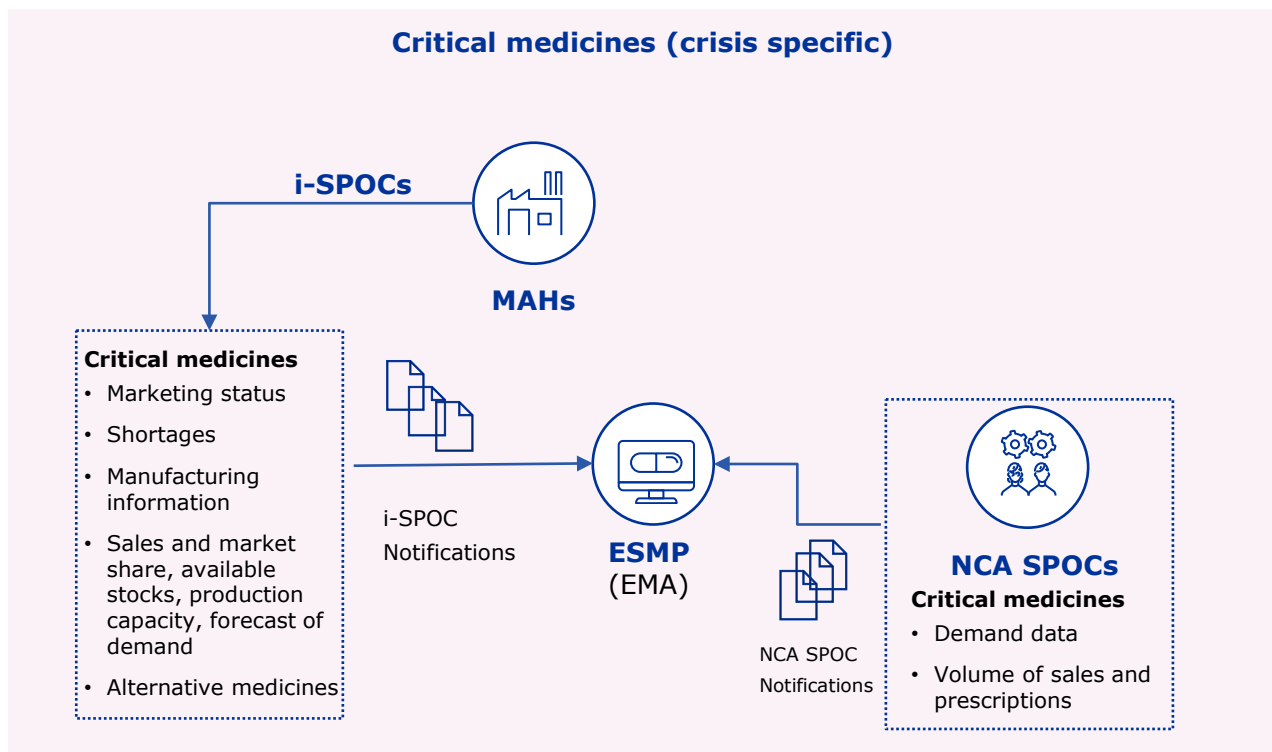 Critical medicines (crisis specific)
i-SPOCs
MAHs
Critical medicines
• Marketing status
• Shortages
• Manufacturing
information
• Sales and market
share, available
stocks, production
capacity, forecast of
demand
• Alternative medicines
i-SPOC
Notifications
ESMP
(EMA)
NCA SPOC
Notifications
NCA SPOCs
Critical medicines
• Demand data
• Volume of sales and
prescriptions